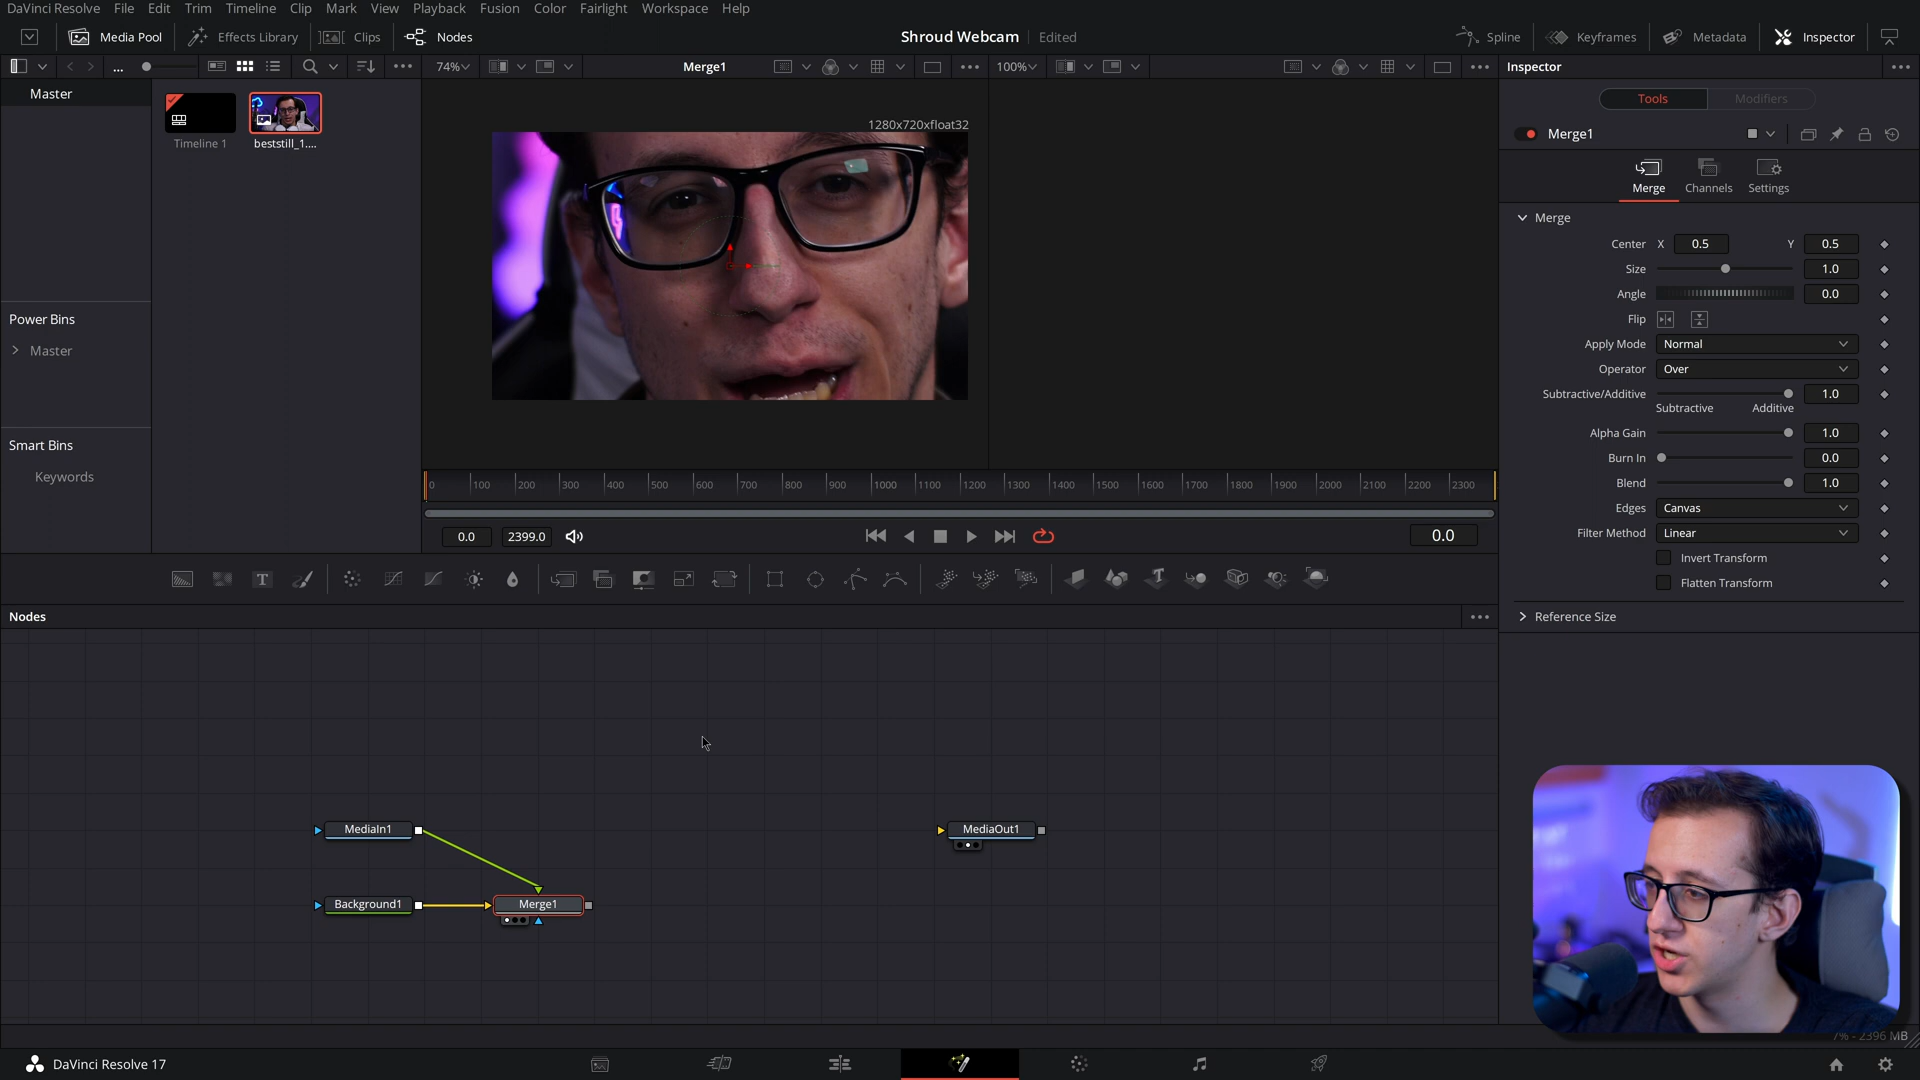 DaVinci Resolve File Edit Trim Timeline Clip Mark View Playback Fusion Color Fairlight Workspace Help
Media Pool Effects Library Clips Nodes Shroud Webcam Edited Spline Keyframes Metadata Inspector
... 74% Merge1 100% Inspector
Master
Timeline 1
beststill_1....
Power Bins
Master
Smart Bins
Keywords
1280x720xfloat32
0 100 200 300 400 500 600 700 800 900 1000 1100 1200 1300 1400 1500 1600 1700 1800 1900 2000 2100 2200 2300
0.0 2399.0 0.0
Tools Modifiers
Merge1
Merge Channels Settings
Merge
Center X 0.5 Y 0.5
Size 1.0
Angle 0.0
Flip
Apply Mode Normal
Operator Over
Subtractive/Additive 1.0
Subtractive Additive
Alpha Gain 1.0
Burn In 0.0
Blend 1.0
Edges Canvas
Filter Method Linear
Invert Transform
Flatten Transform
Reference Size
T
Nodes
MediaIn1
MediaOut1
Background1
Merge1
7% - 2396 MB
DaVinci Resolve 17